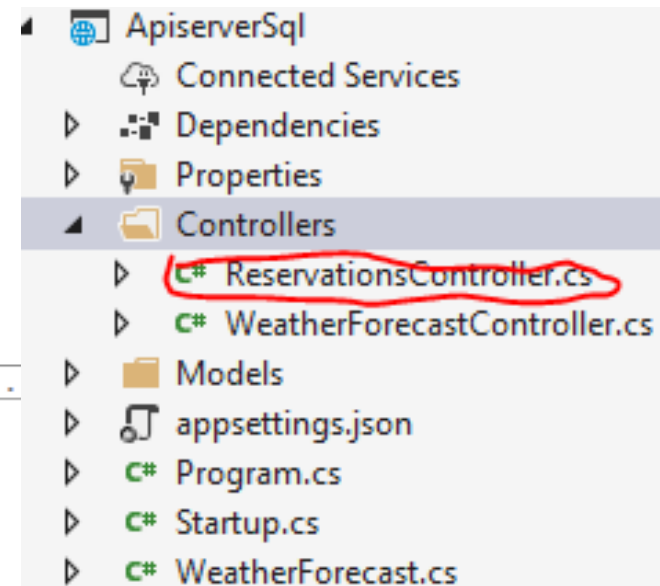 ApiserverSql
Connected Services
Dependencies
Properties
Controllers
C# ReservationsController.cs
C# WeatherForecastController.cs
Models
appsettings.json
C# Program.cs
C# Startup.cs
C# WeatherForecast.cs